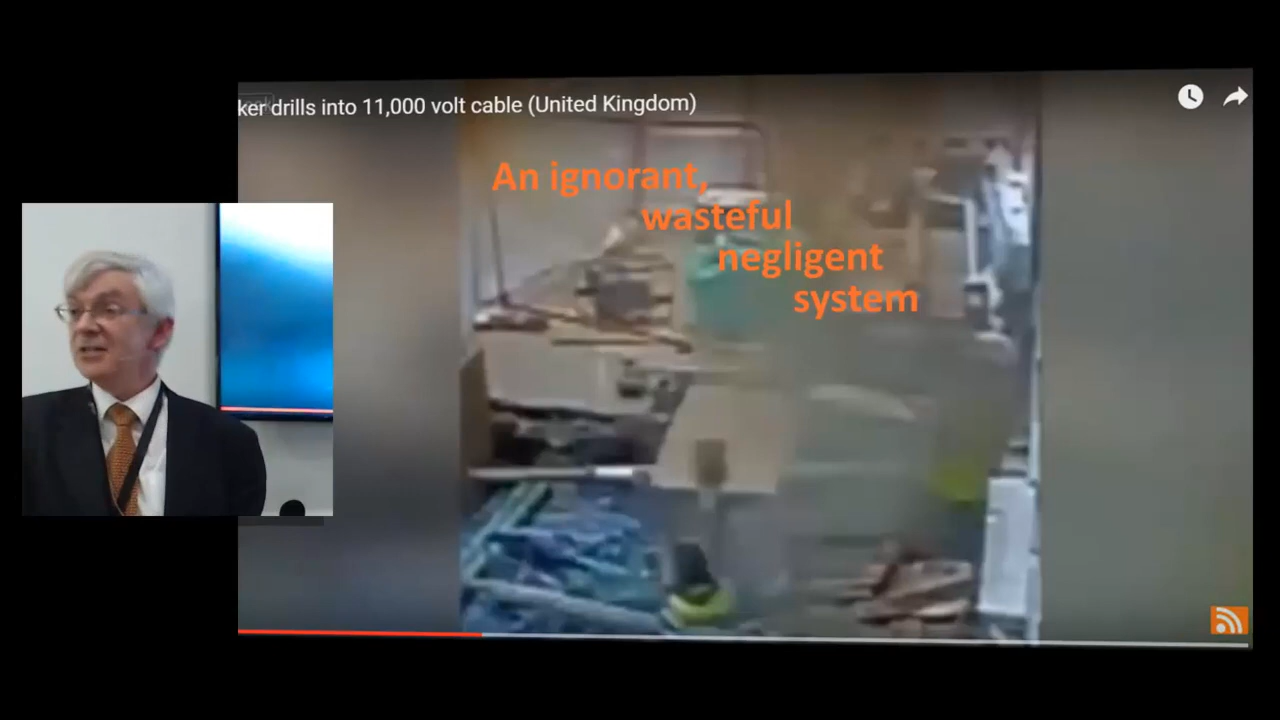 ker drills into 11,000 volt cable (United Kingdom)
An ignorant,
wasteful
negligent
system